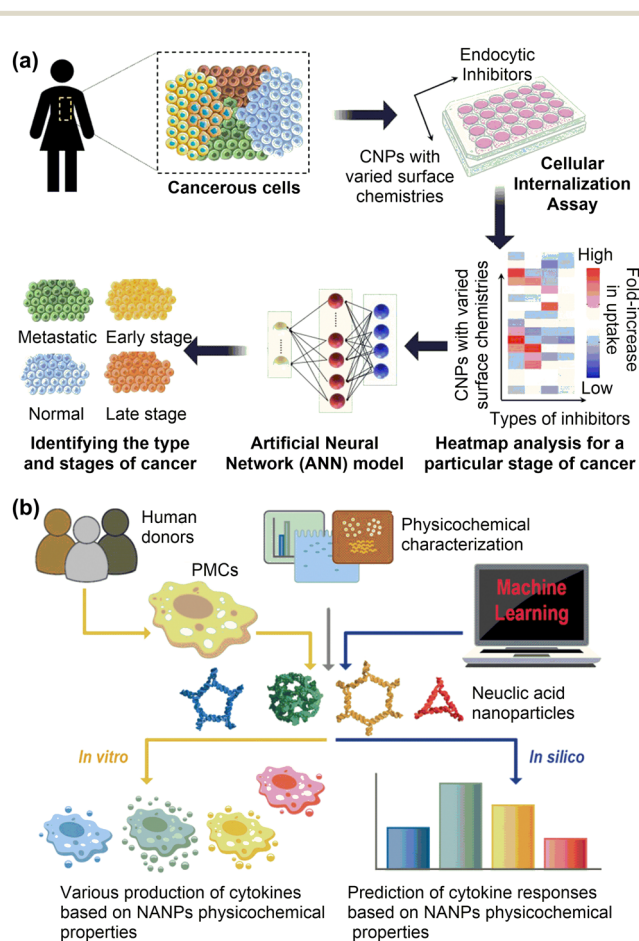 (a)
Cancerous cells
Endocytic
Inhibitors
CNPs with
varied surface
chemistries
Cellular
Internalization
Assay
High
Fold-increase
in uptake
Low
CNPs with varied
surface chemistries
Types of inhibitors
Heatmap analysis for a
particular stage of cancer
Artificial Neural
Network (ANN) model
Metastatic
Early stage
Normal
Late stage
Identifying the type
and stages of cancer
(b)
Human
donors
PMCs
Physicochemical
characterization
Machine
Learning
Neuclic acid
nanoparticles
In vitro
In silico
Various production of cytokines
based on NANPs physicochemical
properties
Prediction of cytokine responses
based on NANPs physicochemical
properties